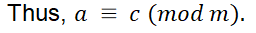 Thus, a ≡ c (mod m).